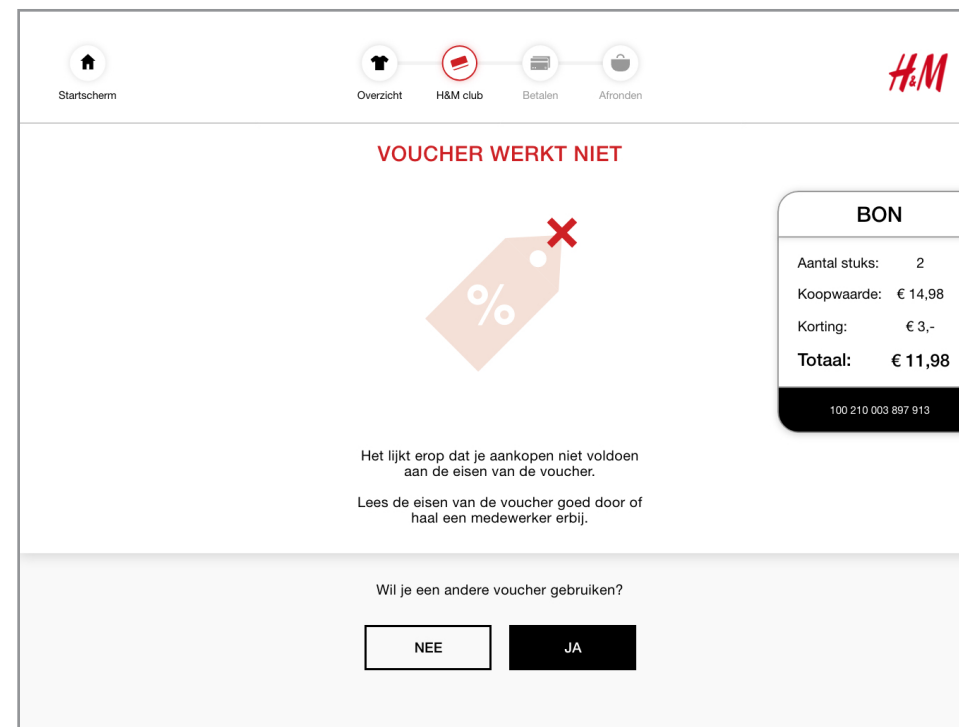 Startscherm
Overzicht
H&M club
Betalen
Afronden
H&M
VOUCHER WERKT NIET
%
BON
Aantal stuks: 2
Koopwaarde: € 14,98
Korting: € 3,-
Totaal: € 11,98
100 210 003 897 913
Het lijkt erop dat je aankopen niet voldoen
aan de eisen van de voucher.
Lees de eisen van de voucher goed door of
haal een medewerker erbij.
Wil je een andere voucher gebruiken?
NEE
JA